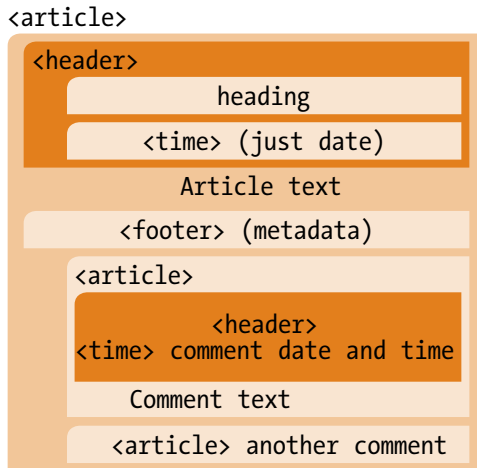 <article>
<header>
heading
<time> (just date)
Article text
<footer> (metadata)
<article>
<header>
<time> comment date and time
Comment text
<article> another comment